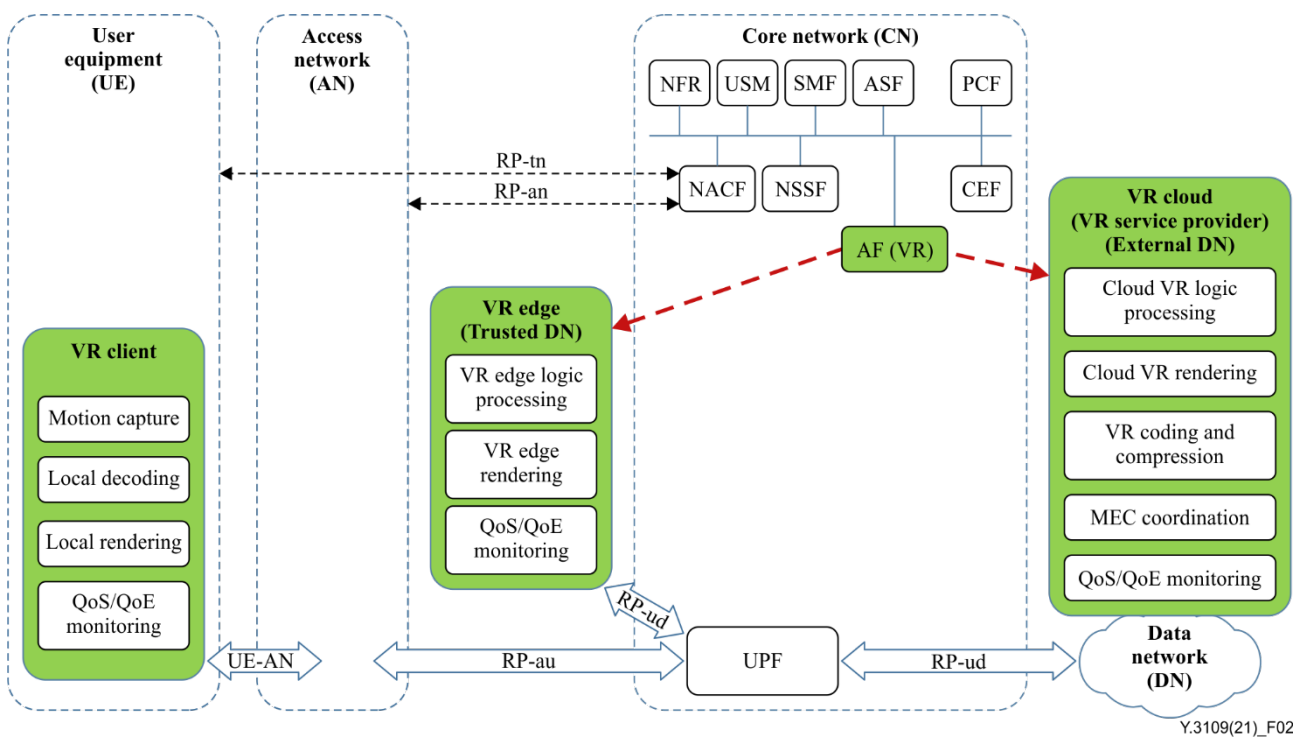 User
equipment
(UE)
Access
network
(AN)
Core network (CN)
NFR
USM
SMF
ASF
PCF
RP-tn
RP-an
NACF
NSSF
CEF
AF (VR)
VR cloud
(VR service provider)
(External DN)
Cloud VR logic
processing
Cloud VR rendering
VR coding and
compression
MEC coordination
QoS/QoE monitoring
VR edge
(Trusted DN)
VR edge logic
processing
VR edge
rendering
QoS/QoE
monitoring
VR client
Motion capture
Local decoding
Local rendering
QoS/QoE
monitoring
RP-ud
UE-AN
RP-au
UPF
RP-ud
Data
network
(DN)
Y.3109(21)_F02